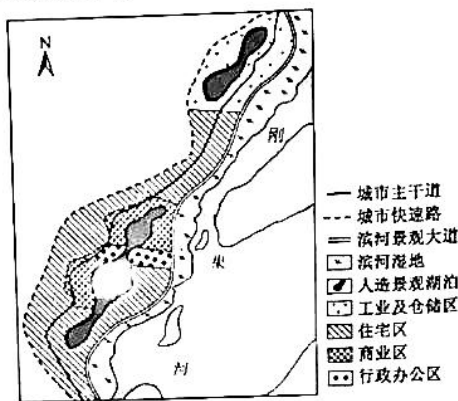 N
刚
果
河
城市主干道
城市快速路
滨河景观大道
滨河湿地
人造景观湖泊
工业及仓储区
住宅区
商业区
行政办公区